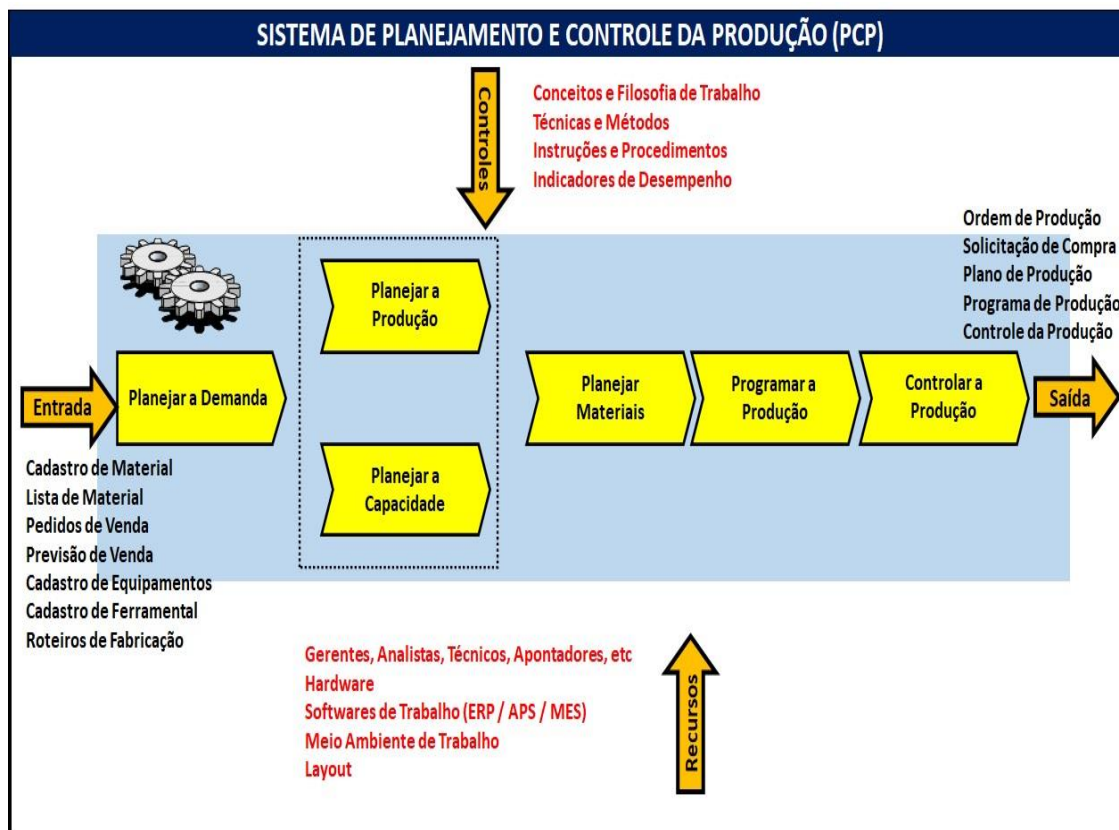 SISTEMA DE PLANEJAMENTO E CONTROLE DA PRODUÇÃO (PCP)
Controles
Conceitos e Filosofia de Trabalho
Técnicas e Métodos
Instruções e Procedimentos
Indicadores de Desempenho
Ordem de Produção
Solicitação de Compra
Plano de Produção
Programa de Produção
Controle da Produção
Planejar a
Produção
Entrada
Planejar a Demanda
Planejar
Materiais
Programar a
Produção
Controlar a
Produção
Saída
Planejar a
Capacidade
Cadastro de Material
Lista de Material
Pedidos de Venda
Previsão de Venda
Cadastro de Equipamentos
Cadastro de Ferramental
Roteiros de Fabricação
Gerentes, Analistas, Técnicos, Apontadores, etc
Hardware
Softwares de Trabalho (ERP / APS / MES)
Meio Ambiente de Trabalho
Layout
Recursos